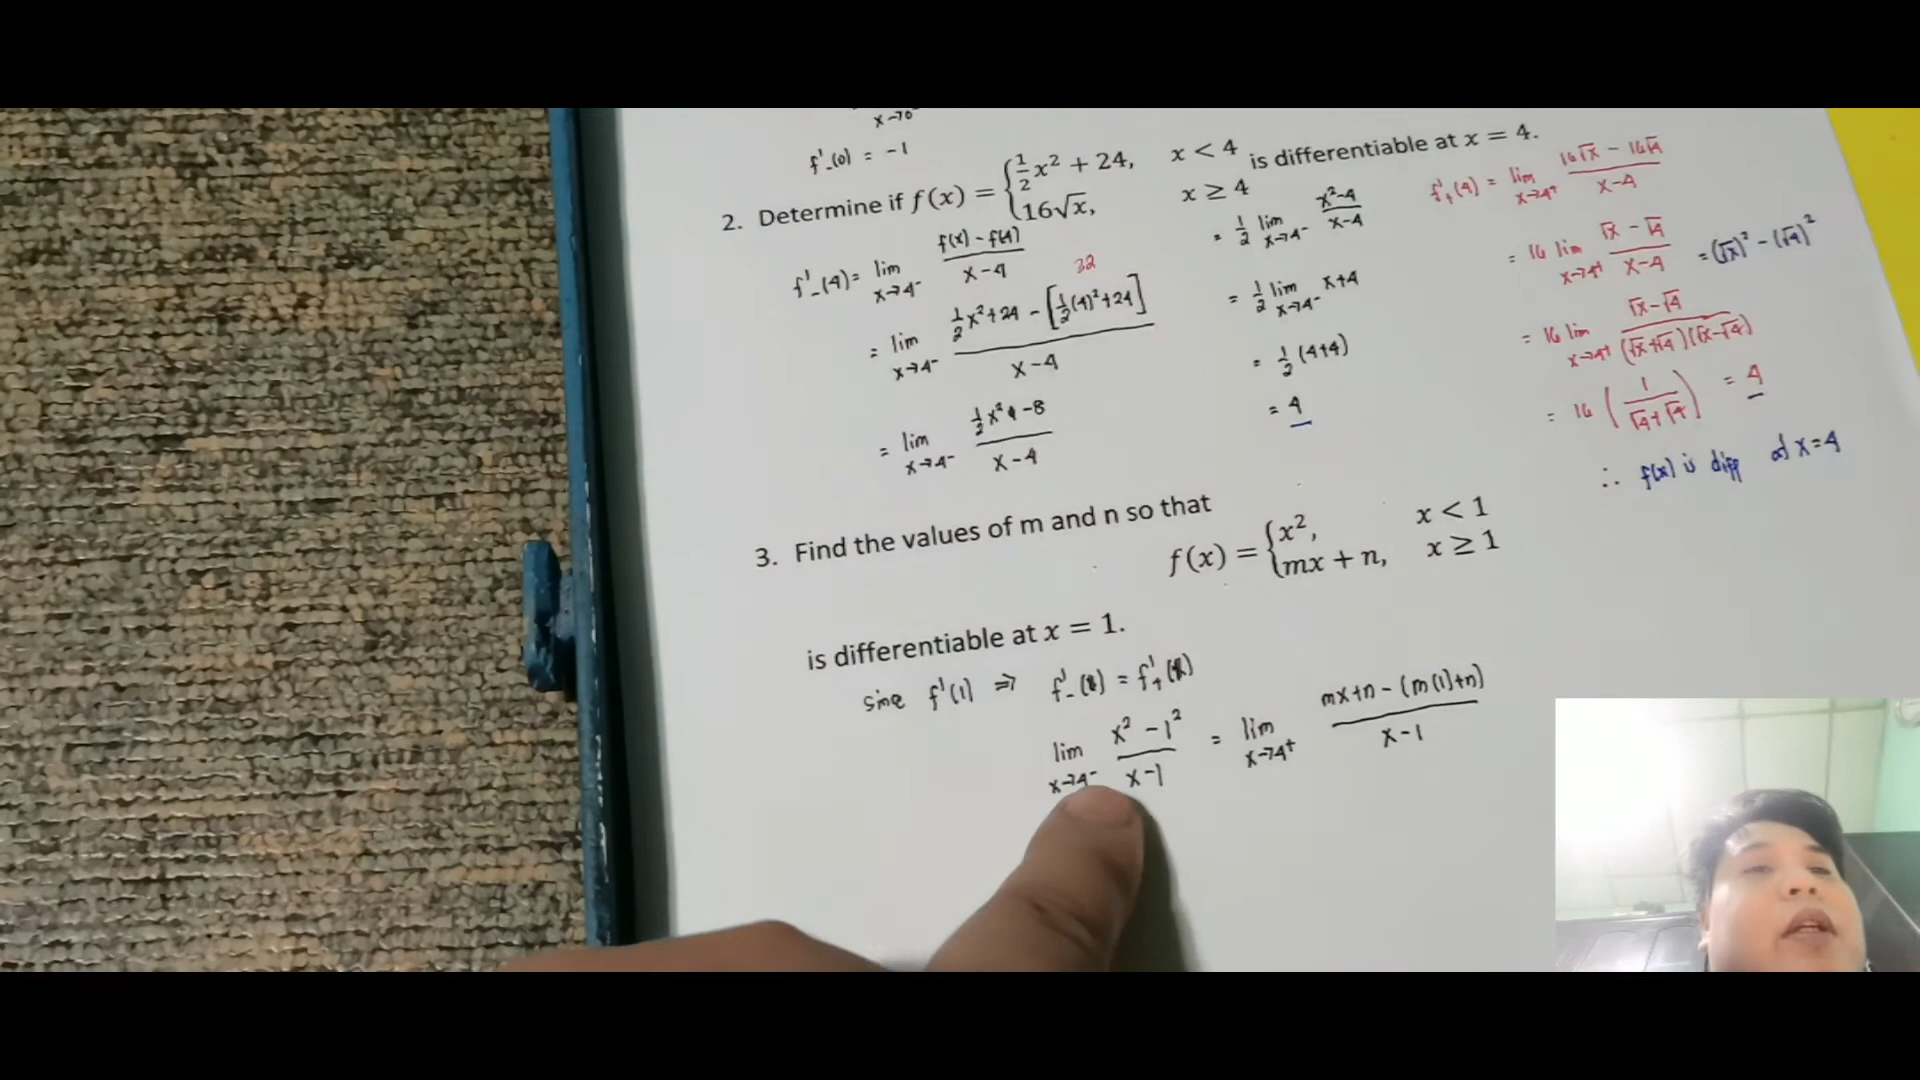 x→0
f'₋(0) = -1
2. Determine if f(x) = { 1/2 x² + 24, x < 4
16√x, x ≥ 4 is differentiable at x = 4.
f'₋(4) = lim x→4⁻ f(x) - f(4) / x-4
32
= lim x→4⁻ 1/2 x² + 24 - [1/2 (4)² + 24] / x-4
= lim x→4⁻ 1/2 x² - 8 / x-4
= 1/2 lim x→4⁻ x²-4 / x-4
= 1/2 lim x→4⁻ x+4
= 1/2 (4+4)
= 4
f'₊(4) = lim x→4⁺ 16√x - 16√4 / x-4
= 16 lim x→4⁺ √x - √4 / x-4 = (√x)² - (√4)²
= 16 lim x→4⁺ √x-√4 / (√x+√4)(√x-√4)
= 16 ( 1 / √4+√4 ) = 4
∴ f(x) is diff at x=4
3. Find the values of m and n so that
f(x) = { x², x < 1
mx + n, x ≥ 1
is differentiable at x = 1.
f'(1) ⇒ f'₋(1) = f'₊(1)
lim x→4⁻ x² - 1² / x-1 = lim x→4⁺ mx+n - (m(1)+n) / x-1